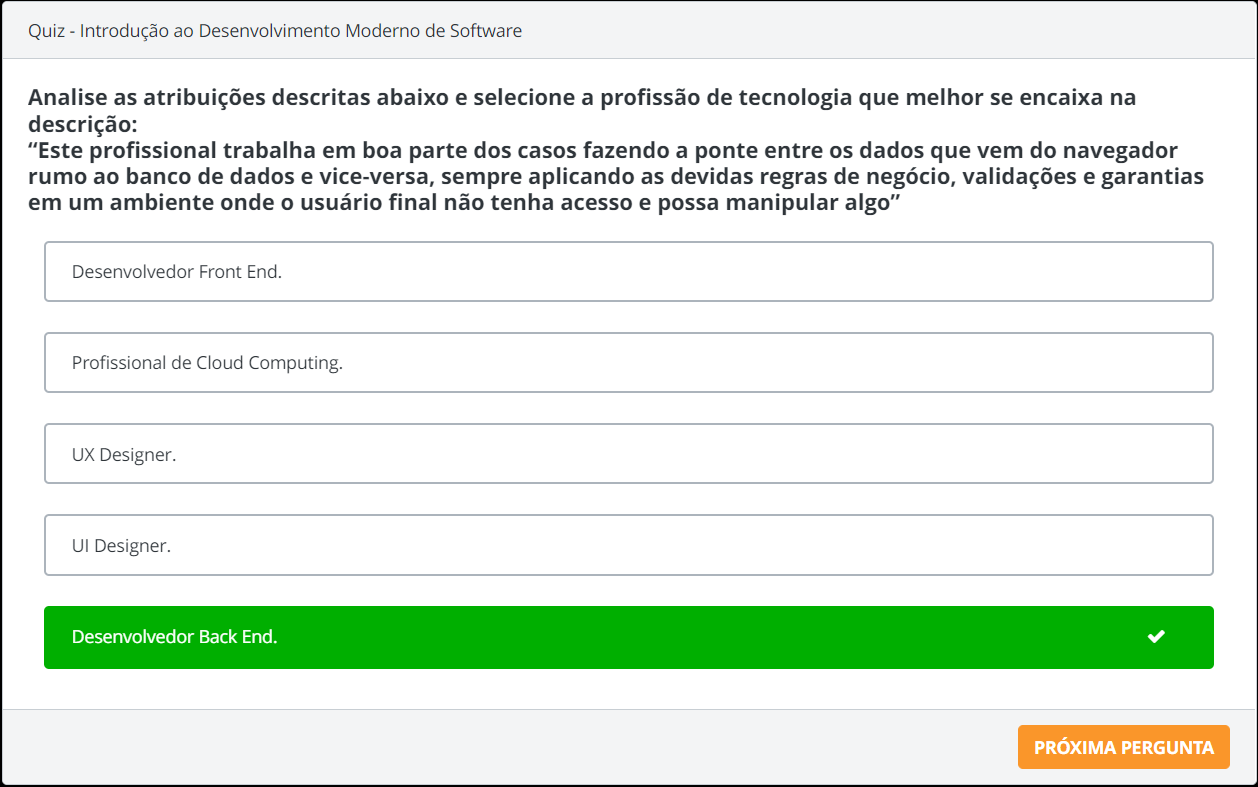 Quiz - Introdução ao Desenvolvimento Moderno de Software
Analise as atribuições descritas abaixo e selecione a profissão de tecnologia que melhor se encaixa na
descrição:
“Este profissional trabalha em boa parte dos casos fazendo a ponte entre os dados que vem do navegador
rumo ao banco de dados e vice-versa, sempre aplicando as devidas regras de negócio, validações e garantias
em um ambiente onde o usuário final não tenha acesso e possa manipular algo”
Desenvolvedor Front End.
Profissional de Cloud Computing.
UX Designer.
UI Designer.
Desenvolvedor Back End.
PRÓXIMA PERGUNTA